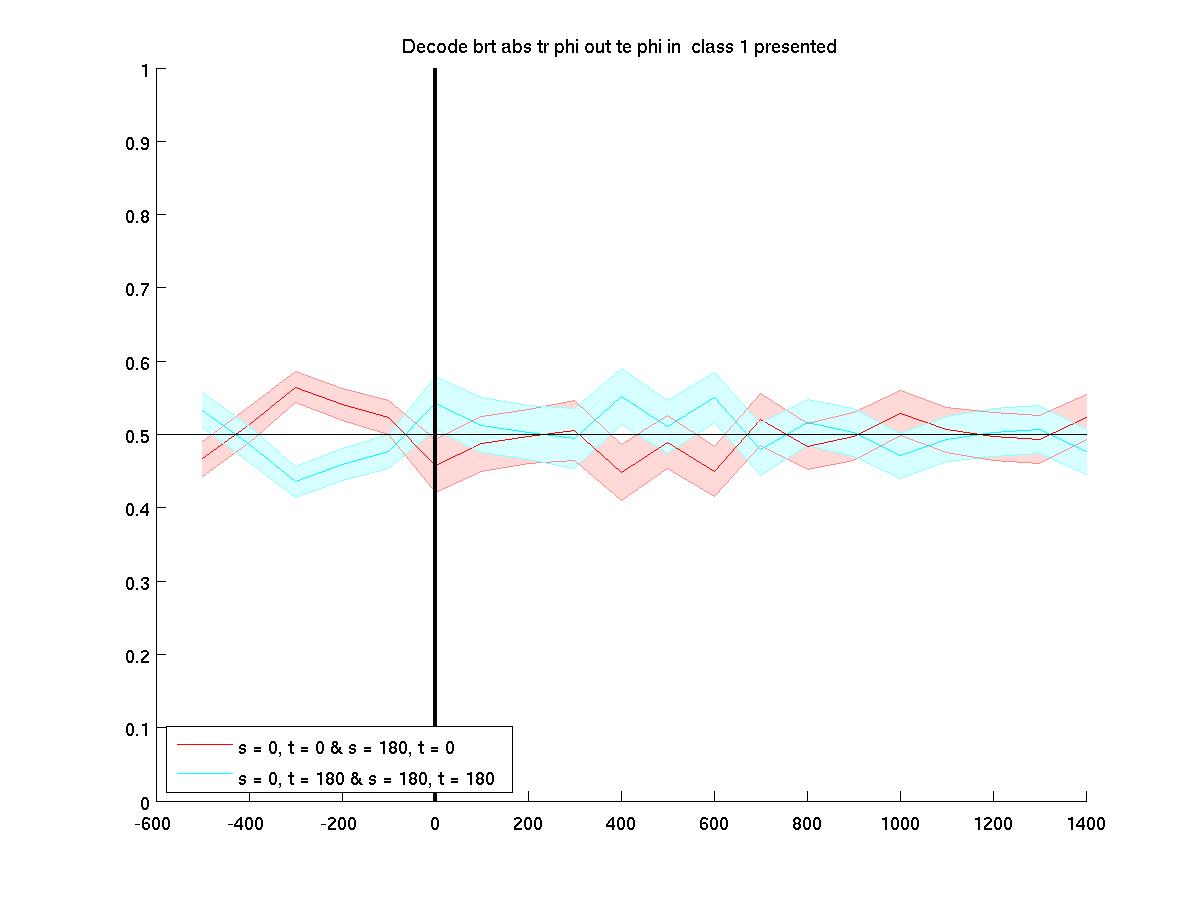 Decode brt abs tr phi out te phi in  class 1 presented
1
0.9
0.8
0.7
0.6
0.5
0.4
0.3
0.2
0.1
0
s = 0, t = 0 & s = 180, t = 0
s = 0, t = 180 & s = 180, t = 180
-600 -400 -200 0 200 400 600 800 1000 1200 1400